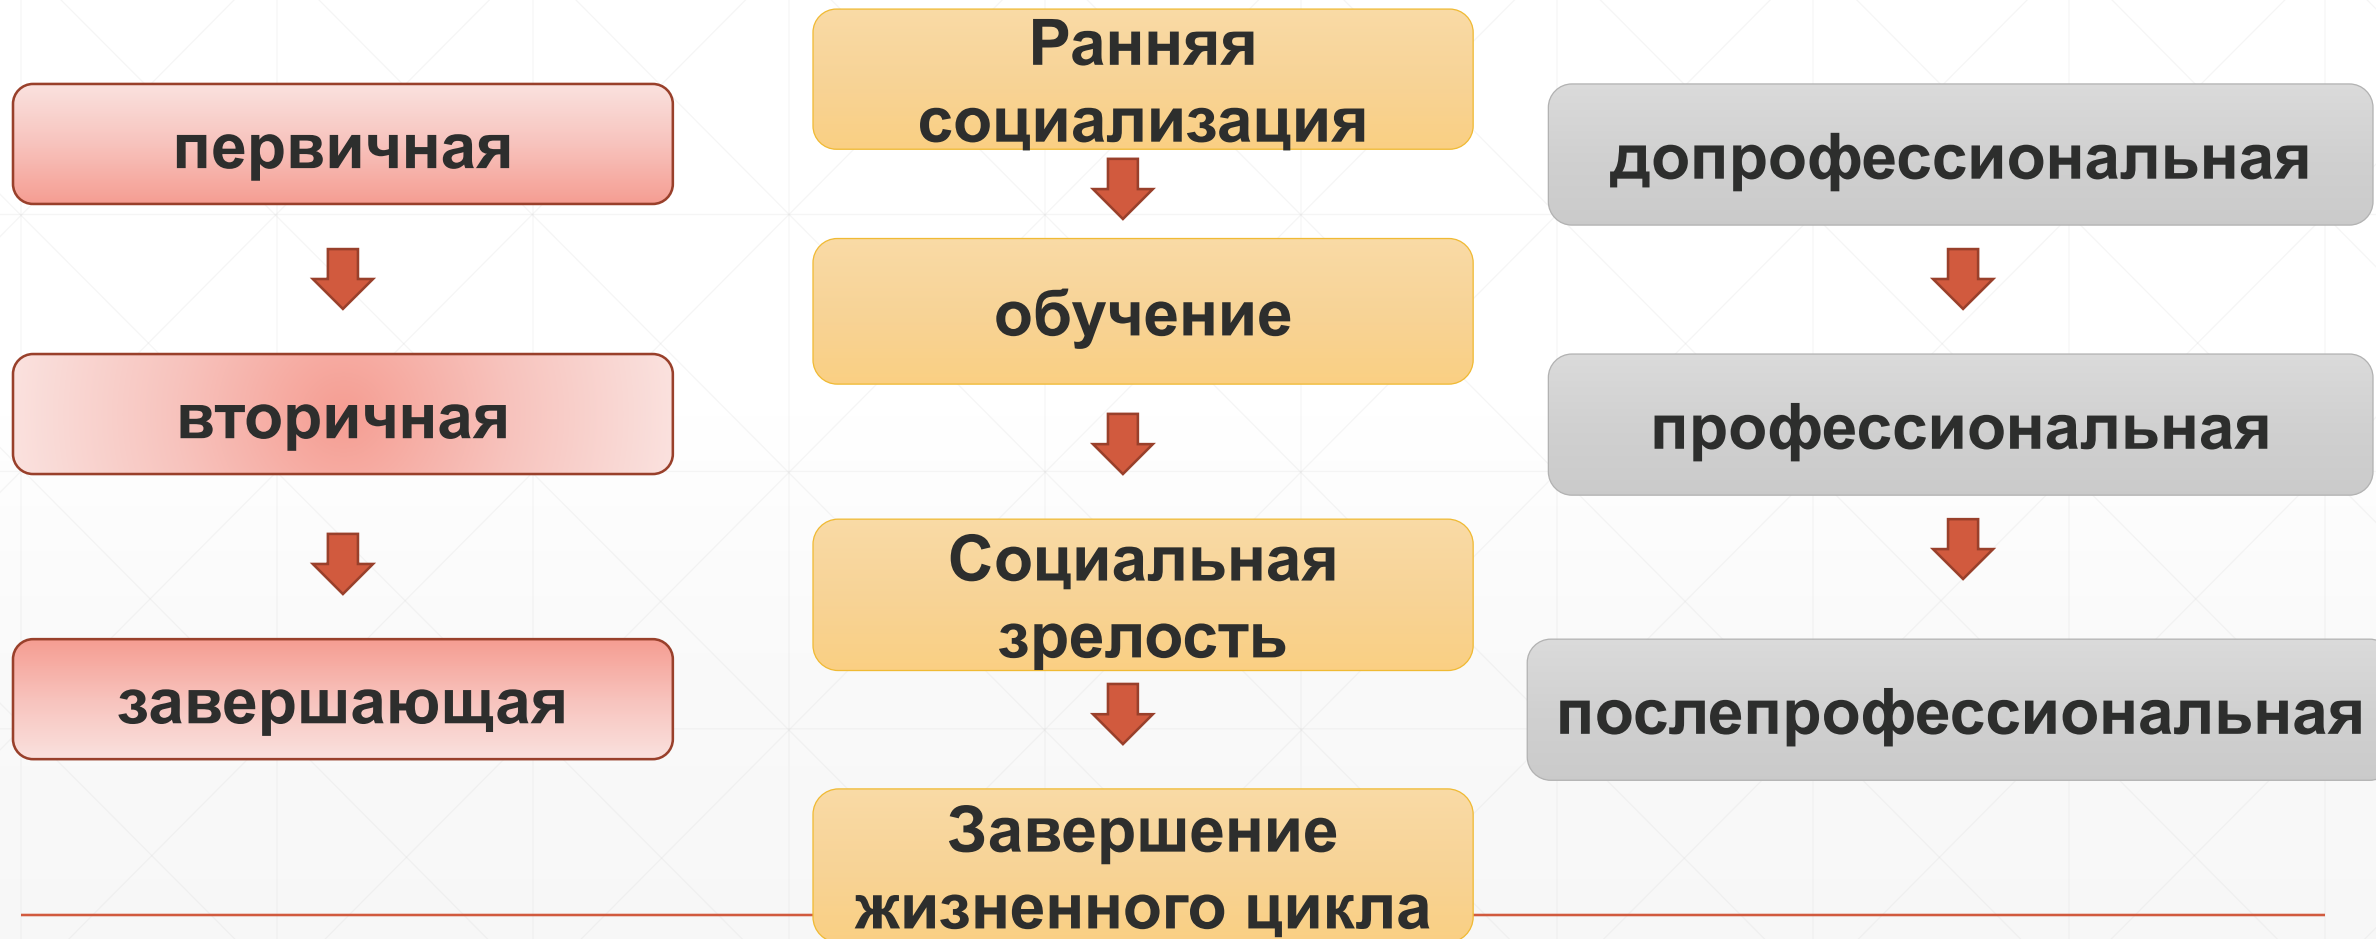 первичная
вторичная
завершающая
Ранняя
социализация
обучение
Социальная
зрелость
Завершение
жизненного цикла
допрофессиональная
профессиональная
послепрофессиональная